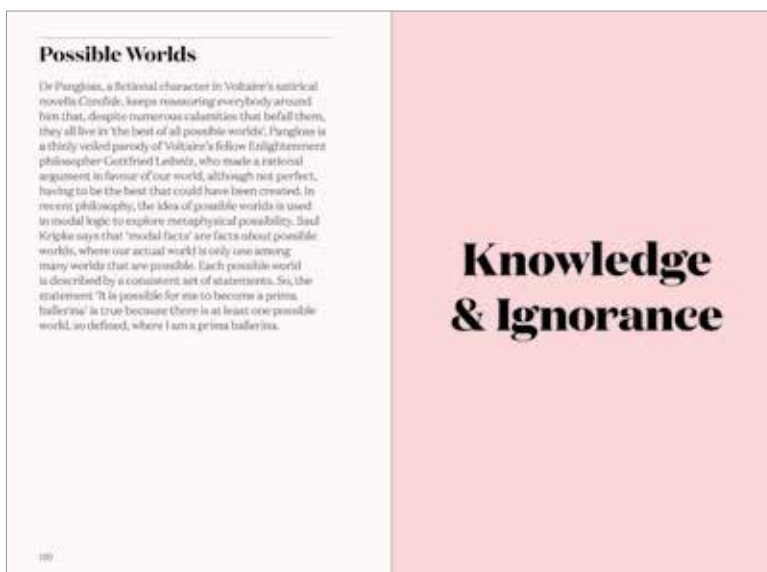 Possible Worlds
Dr Pangloss, a fictional character in Voltaire's satirical
novella Candide, keeps reassuring everybody around
him that, despite numerous calamities that befall them,
they all live in 'the best of all possible worlds'. Pangloss is
a thinly veiled parody of Voltaire's fellow Enlightenment
philosopher Gottfried Leibniz, who made a rational
argument in favour of our world, although not perfect,
having to be the best that could have been created. In
recent philosophy, the idea of possible worlds is used
in modal logic to explore metaphysical possibility. Saul
Kripke says that 'modal facts' are facts about possible
worlds, where our actual world is only one among
many worlds that are possible. Each possible world
is described by a consistent set of statements. So, the
statement 'It is possible for me to become a prima
ballerina' is true because there is at least one possible
world, so defined, where I am a prima ballerina.
Knowledge
& Ignorance